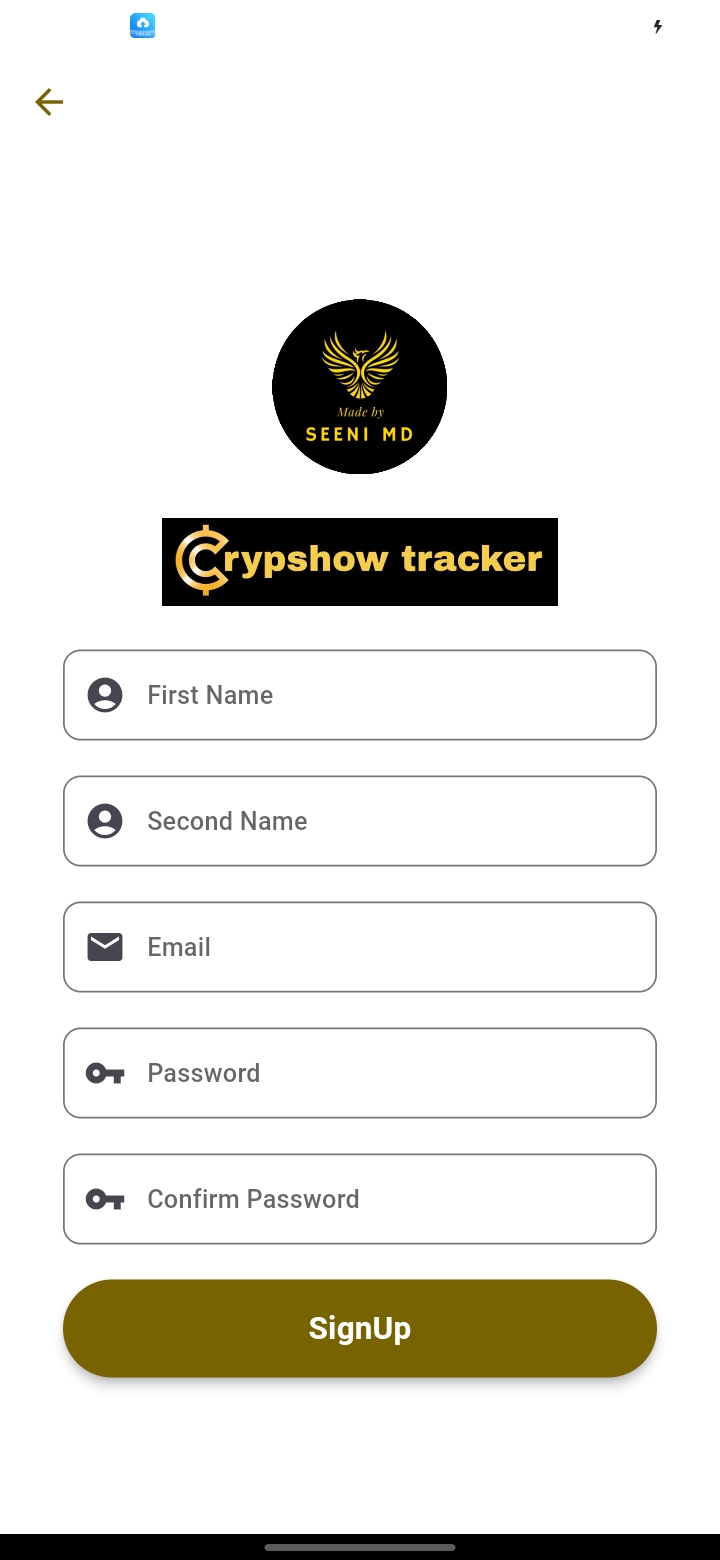 Made by
SEENI MD
Crypshow tracker
First Name
Second Name
Email
Password
Confirm Password
SignUp